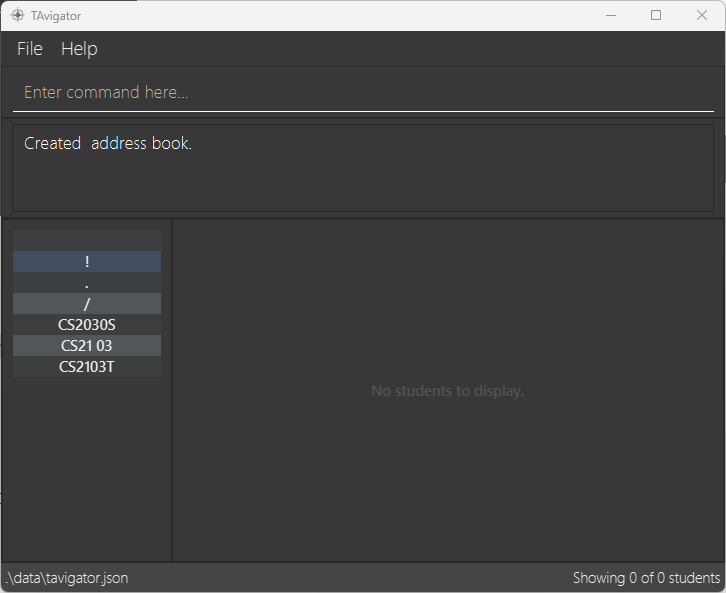 TAvigator
File Help
Enter command here...
Created  address book.
!
.
/
CS2030S
CS21 03
CS2103T
No students to display.
.\data\tavigator.json
Showing 0 of 0 students